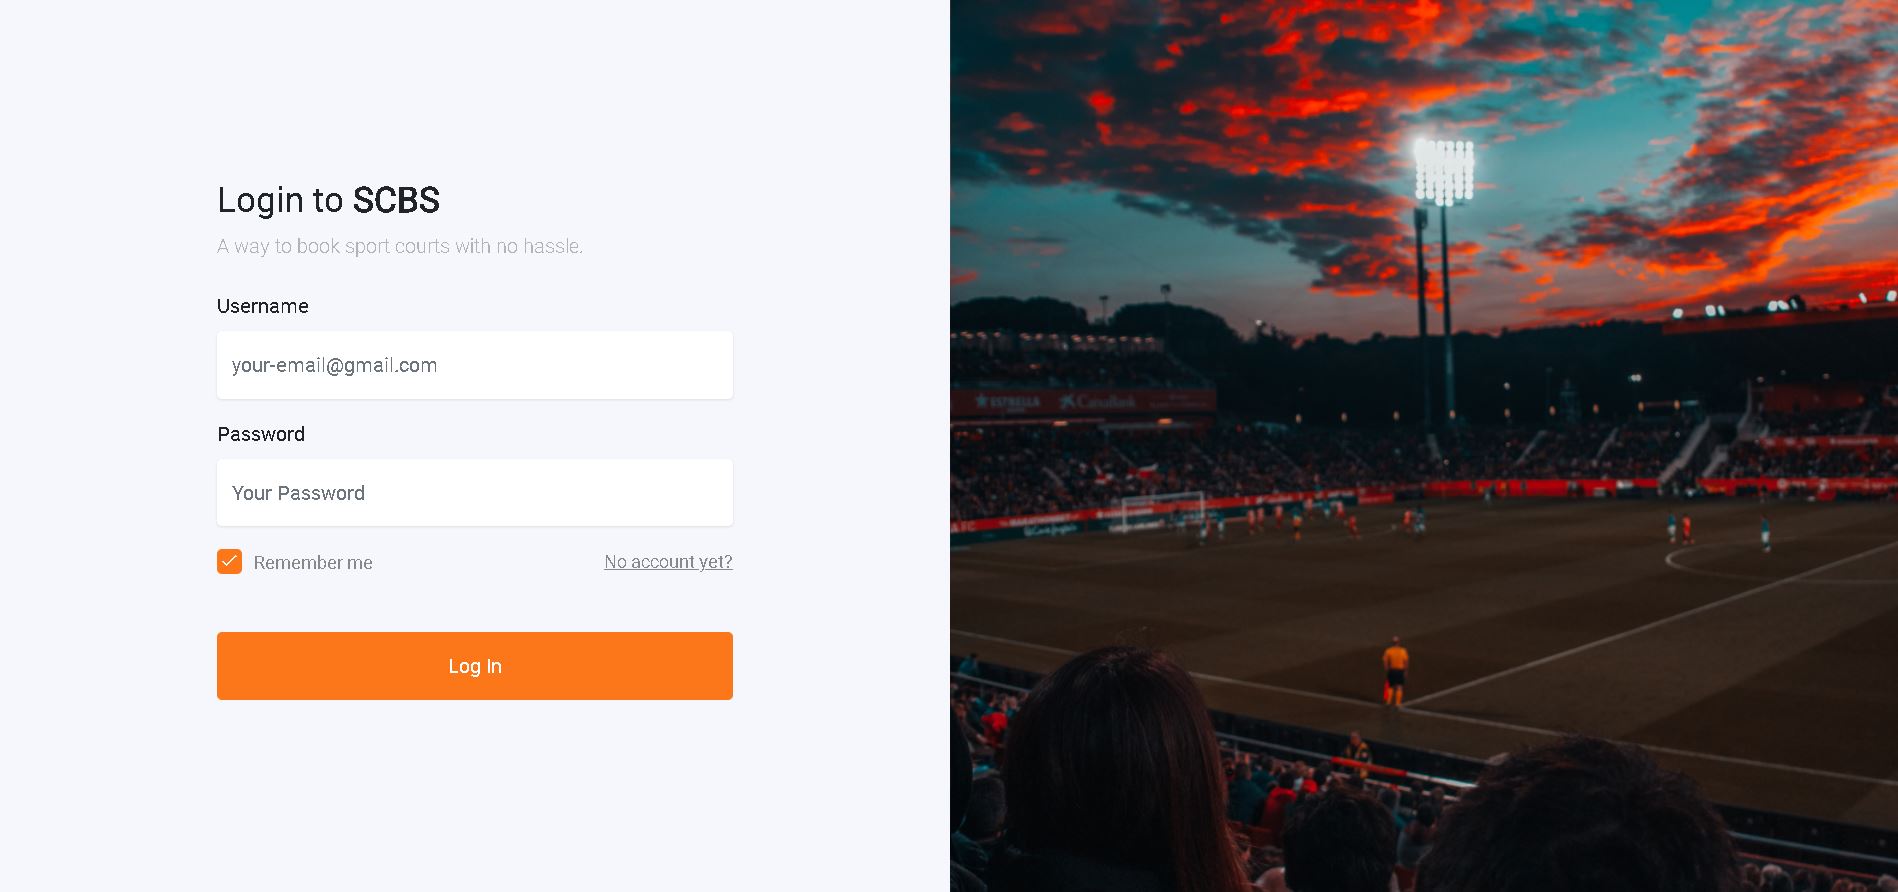 Login to SCBS
A way to book sport courts with no hassle.
Username
your-email@gmail.com
Password
Your Password
Remember me
No account yet?
Log In
ESTRELLA
CaixaBank